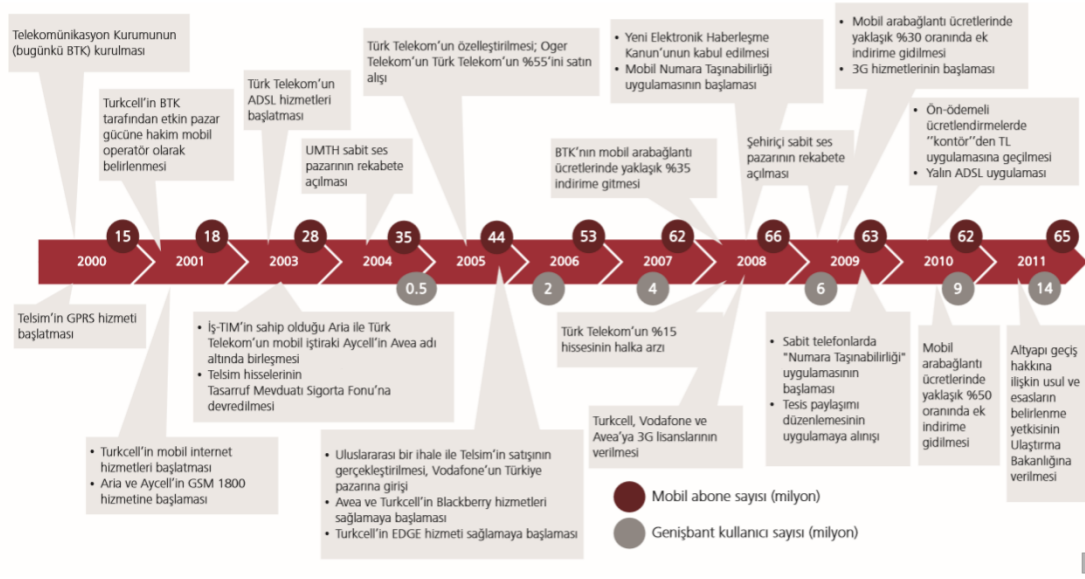 Telekomünikasyon Kurumunun
(bugünkü BTK) kurulması
Turkcell'in BTK
tarafından etkin pazar
gücüne hakim mobil
operatör olarak
belirlenmesi
Türk Telekom'un
ADSL hizmetleri
başlatması
UMTH sabit ses
pazarının rekabete
açılması
Türk Telekom'un özelleştirilmesi; Oger
Telekom'un Türk Telekom'un %55'ini satın
alışı
BTK'nın mobil arabağlantı
ücretlerinde yaklaşık %35
indirime gitmesi
• Yeni Elektronik Haberleşme
Kanun'unun kabul edilmesi
• Mobil Numara Taşınabilirliği
uygulamasının başlaması
Şehiriçi sabit ses
pazarının rekabete
açılması
• Mobil arabağlantı ücretlerinde
yaklaşık %30 oranında ek
indirime gidilmesi
• 3G hizmetlerinin başlaması
• Ön-ödemeli
ücretlendirmelerde
''kontör''den TL
uygulamasına geçilmesi
• Yalın ADSL uygulaması
15 18 28 35 44 53 62 66 63 62 65
2000 2001 2003 2004 2005 2006 2007 2008 2009 2010 2011
0.5 2 4 6 9 14
Telsim'in GPRS hizmeti
başlatması
• Turkcell'in mobil internet
hizmetleri başlatması
• Aria ve Aycell'in GSM 1800
hizmetine başlaması
• İş-TIM'in sahip olduğu Aria ile Türk
Telekom'un mobil iştiraki Aycell'in Avea adı
altında birleşmesi
• Telsim hisselerinin
Tasarruf Mevduatı Sigorta Fonu'na
devredilmesi
• Uluslararası bir ihale ile Telsim'in satışının
gerçekleştirilmesi, Vodafone'un Türkiye
pazarına girişi
• Avea ve Turkcell'in Blackberry hizmetleri
sağlamaya başlaması
• Turkcell'in EDGE hizmeti sağlamaya başlaması
Türk Telekom'un %15
hissesinin halka arzı
Turkcell, Vodafone ve
Avea'ya 3G lisanslarının
verilmesi
• Sabit telefonlarda
"Numara Taşınabilirliği"
uygulamasının
başlaması
• Tesis paylaşımı
düzenlemesinin
uygulamaya alınışı
Mobil
arabağlantı
ücretlerinde
yaklaşık %50
oranında ek
indirime
gidilmesi
Altyapı geçiş
hakkına
ilişkin usul ve
esasların
belirlenme
yetkisinin
Ulaştırma
Bakanlığına
verilmesi
Mobil abone sayısı (milyon)
Genişbant kullanıcı sayısı (milyon)